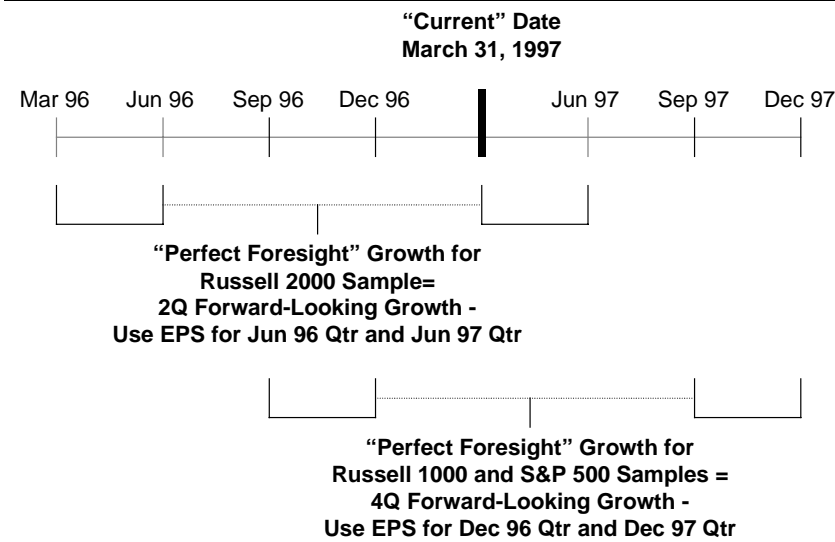 “Current” Date
March 31, 1997
Mar 96 Jun 96 Sep 96 Dec 96 Jun 97 Sep 97 Dec 97
“Perfect Foresight” Growth for
Russell 2000 Sample=
2Q Forward-Looking Growth -
Use EPS for Jun 96 Qtr and Jun 97 Qtr
“Perfect Foresight” Growth for
Russell 1000 and S&P 500 Samples =
4Q Forward-Looking Growth -
Use EPS for Dec 96 Qtr and Dec 97 Qtr